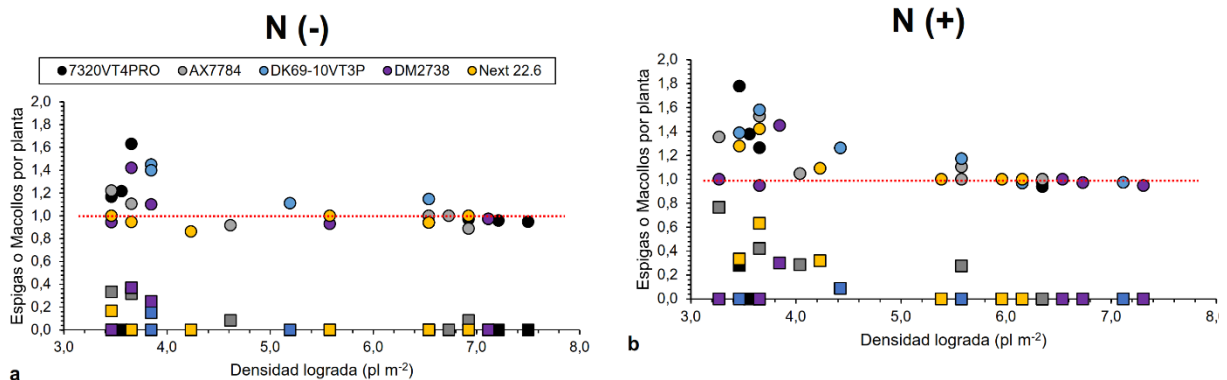 N (-)
7320VT4PRO AX7784 DK69-10VT3P DM2738 Next 22.6
Espigas o Macollos por planta
2,0
1,8
1,6
1,4
1,2
1,0
0,8
0,6
0,4
0,2
0,0
3,0 4,0 5,0 6,0 7,0 8,0
Densidad lograda (pl m-2)
a
N (+)
Espigas o Macollos por planta
2,0
1,8
1,6
1,4
1,2
1,0
0,8
0,6
0,4
0,2
0,0
3,0 4,0 5,0 6,0 7,0 8,0
Densidad lograda (pl m-2)
b